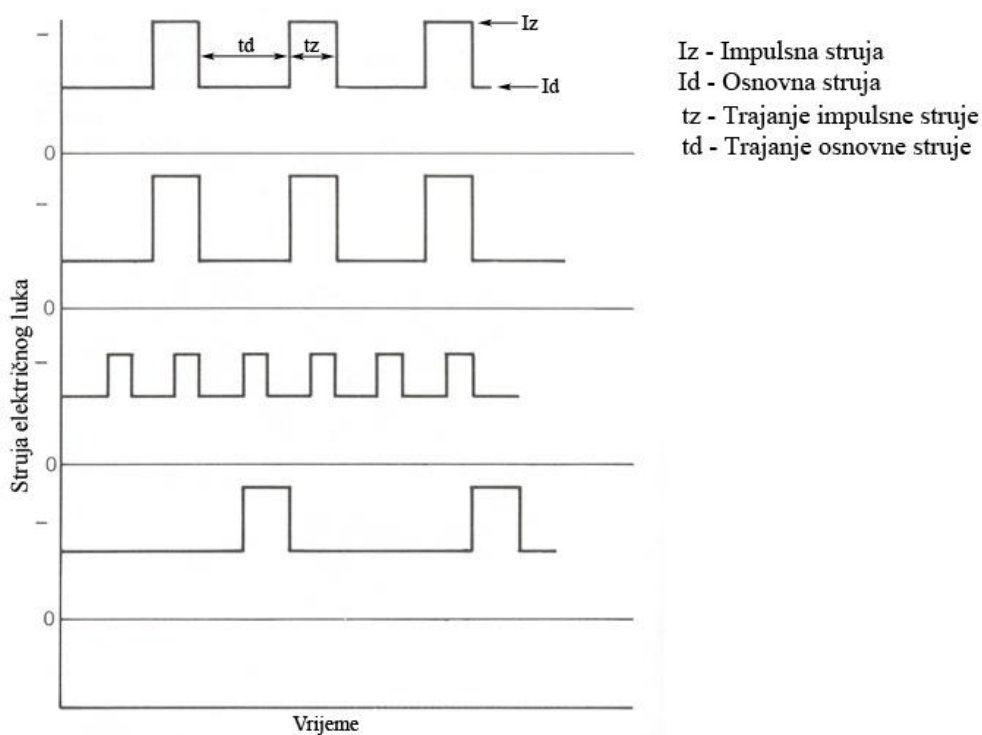 Iz
td
tz
Id
0
0
0
0
Struja električnog luka
Vrijeme
Iz - Impulsna struja
Id - Osnovna struja
tz - Trajanje impulsne struje
td - Trajanje osnovne struje